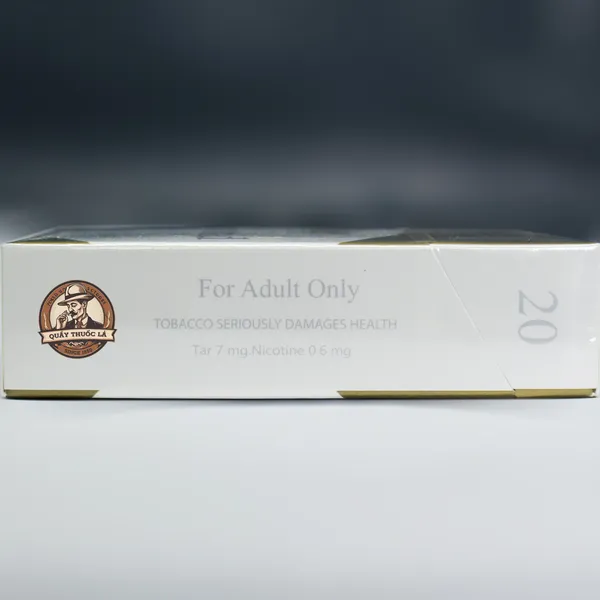 For Adult Only
TOBACCO SERIOUSLY DAMAGES HEALTH
Tar 7 mg Nicotine 0.6 mg
20
QUẦY THUỐC LÁ